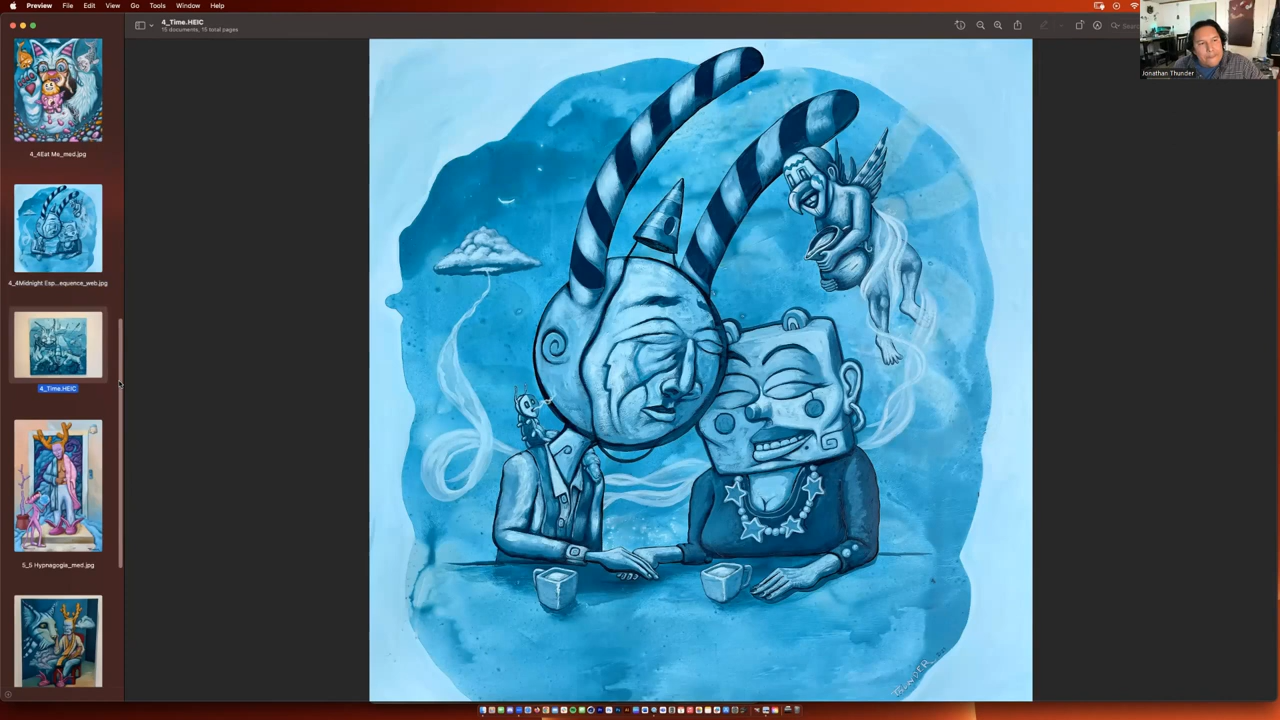 Preview File Edit View Go Tools Window Help
4_Time.HEIC
15 documents, 15 total pages
Jonathan Thunder
4_4Eat Me_med.jpg
4_4Midnight Esp...equence_web.jpg
4_Time.HEIC
5_5 Hypnagogia_med.jpg
THUNDER